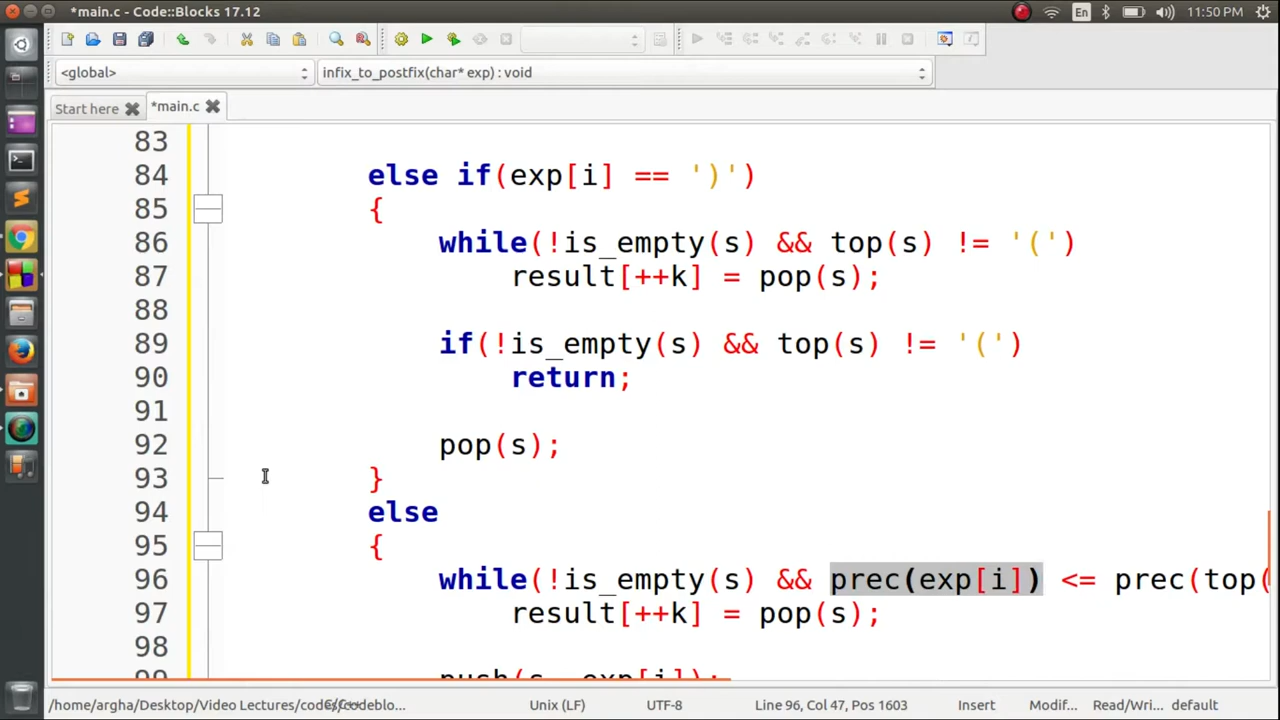 *main.c - Code::Blocks 17.12
En
11:50 PM
<global>
infix_to_postfix(char* exp) : void
Start here
*main.c
83
84 else if(exp[i] == ')')
85 {
86 while(!is_empty(s) && top(s) != '(')
87 result[++k] = pop(s);
88
89 if(!is_empty(s) && top(s) != '(')
90 return;
91
92 pop(s);
93 }
94 else
95 {
96 while(!is_empty(s) && prec(exp[i]) <= prec(top(
97 result[++k] = pop(s);
98
99 push(s, exp[i]);
/home/argha/Desktop/Video Lectures/codes/codeblo...
Unix (LF)
UTF-8
Line 96, Col 47, Pos 1603
Insert
Modif...
Read/Wri...
default